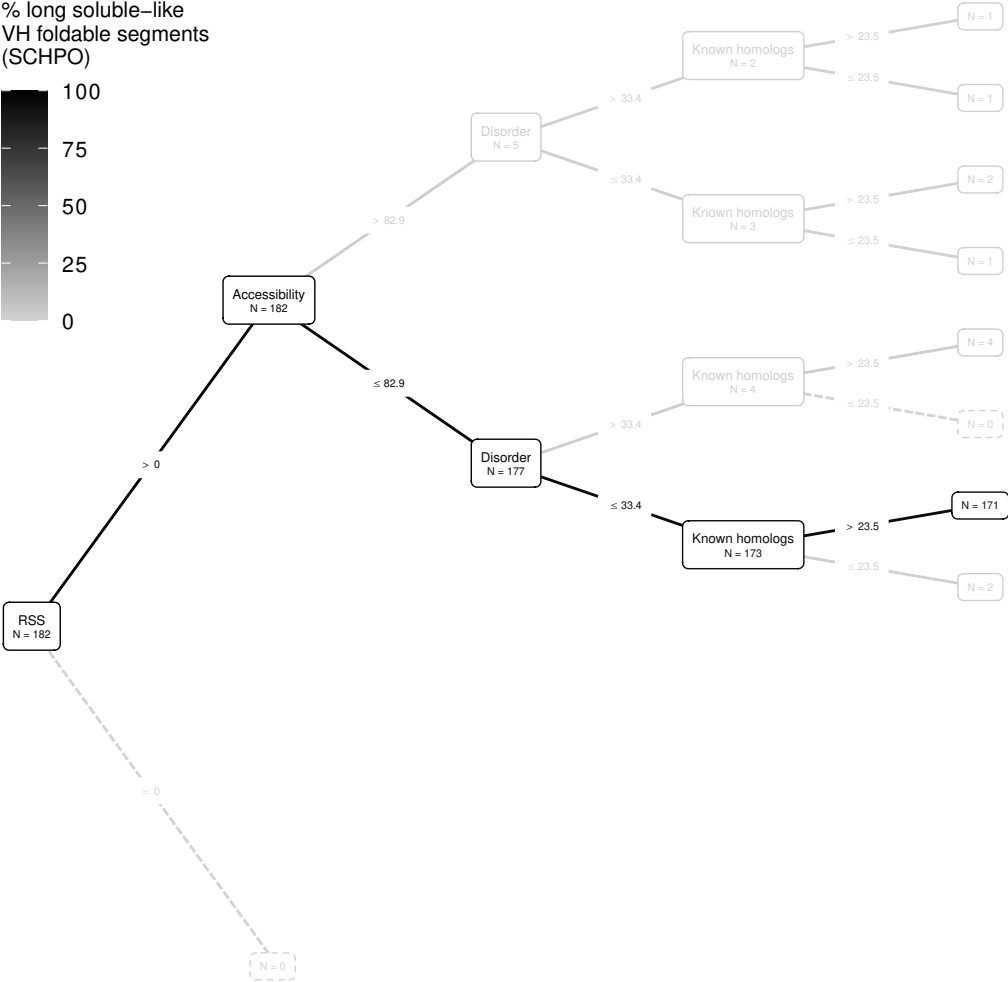 % long soluble−like
VH foldable segments
(SCHPO)
100
75
50
25
0
RSS
N = 182
> 0
= 0
N = 0
Accessibility
N = 182
> 82.9
≤ 82.9
Disorder
N = 5
> 33.4
≤ 33.4
Disorder
N = 177
> 33.4
≤ 33.4
Known homologs
N = 2
> 23.5
≤ 23.5
Known homologs
N = 3
> 23.5
≤ 23.5
Known homologs
N = 4
> 23.5
≤ 23.5
Known homologs
N = 173
> 23.5
≤ 23.5
N = 1
N = 1
N = 2
N = 1
N = 4
N = 0
N = 171
N = 2